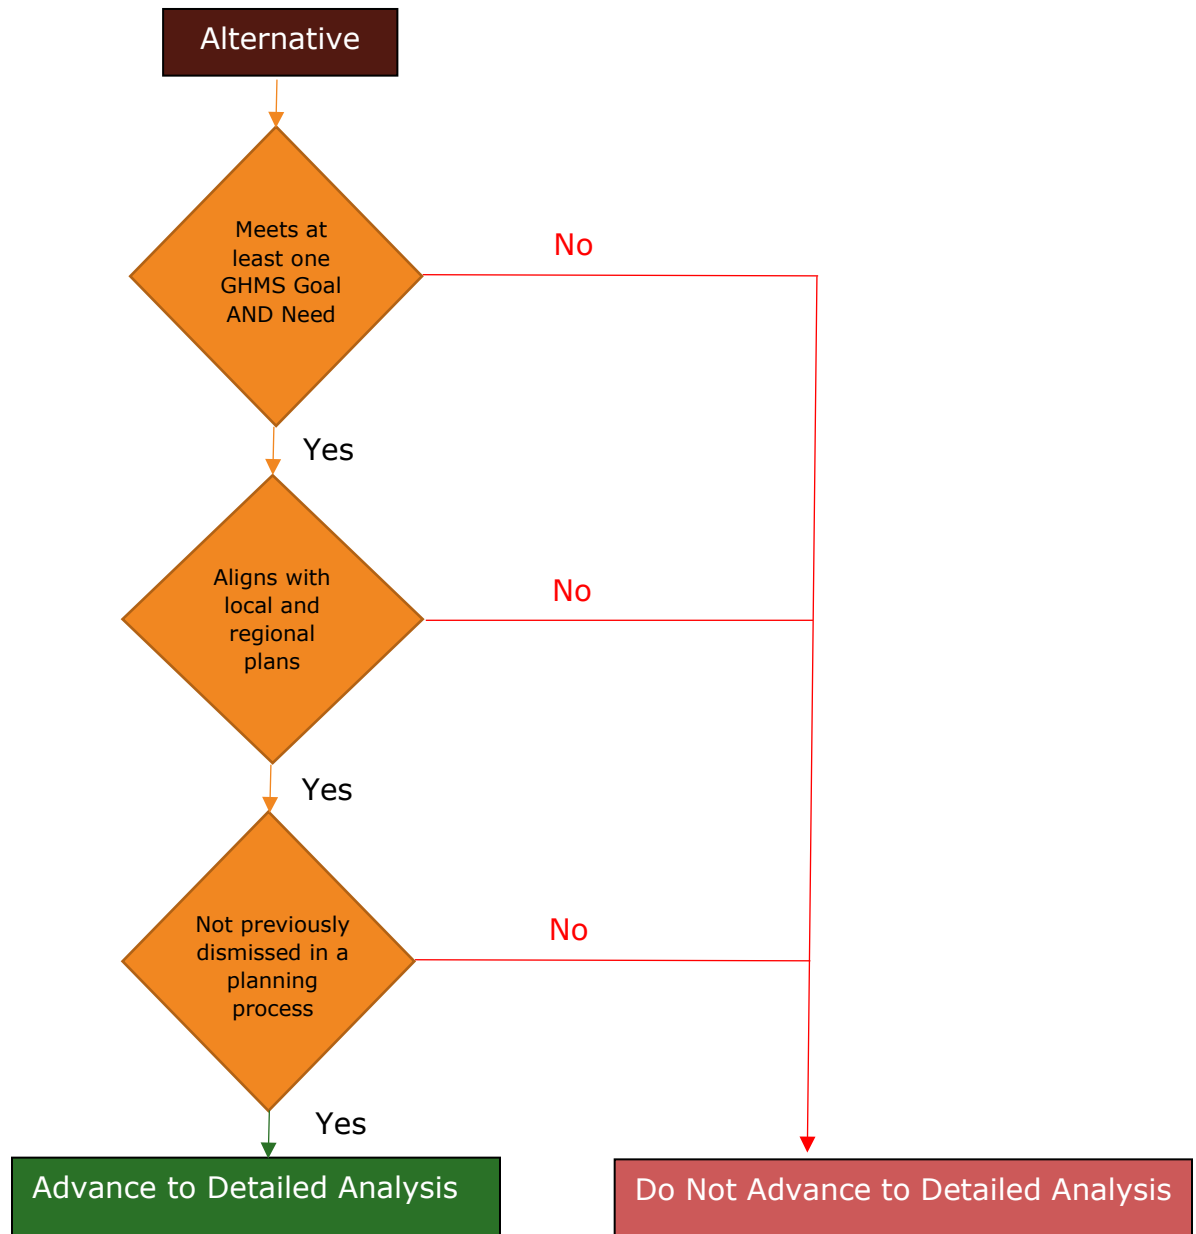 Alternative
Meets at
least one
GHMS Goal
AND Need
No
Yes
Aligns with
local and
regional
plans
No
Yes
Not previously
dismissed in a
planning
process
No
Yes
Advance to Detailed Analysis
Do Not Advance to Detailed Analysis